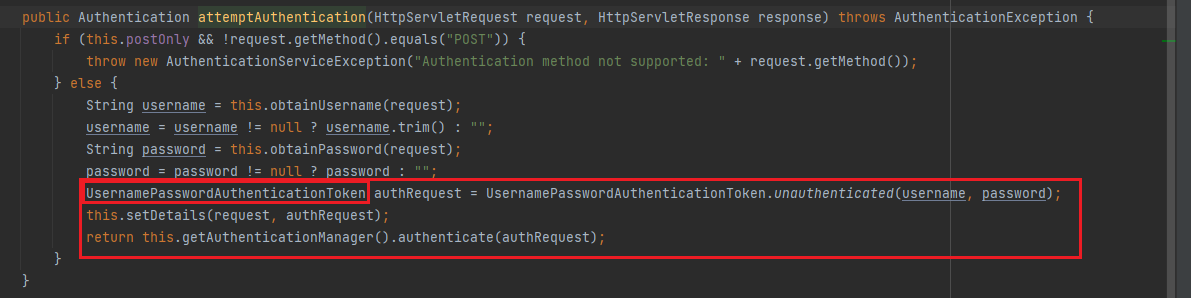 public Authentication attemptAuthentication(HttpServletRequest request, HttpServletResponse response) throws AuthenticationException {
if (this.postOnly && !request.getMethod().equals("POST")) {
throw new AuthenticationServiceException("Authentication method not supported: " + request.getMethod());
} else {
String username = this.obtainUsername(request);
username = username != null ? username.trim() : "";
String password = this.obtainPassword(request);
password = password != null ? password : "";
UsernamePasswordAuthenticationToken authRequest = UsernamePasswordAuthenticationToken.unauthenticated(username, password);
this.setDetails(request, authRequest);
return this.getAuthenticationManager().authenticate(authRequest);
}
}